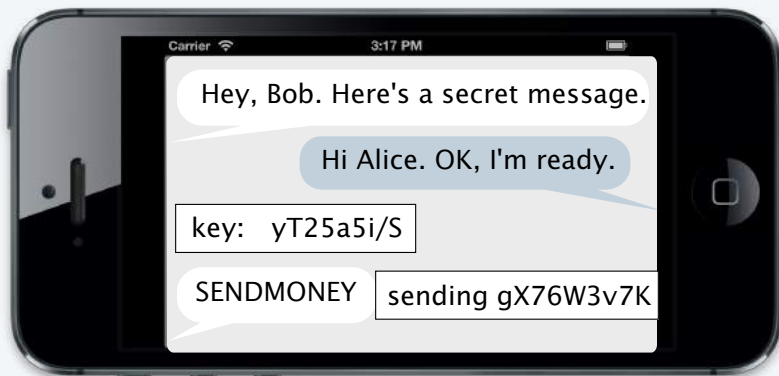 Carrier 3:17 PM
Hey, Bob. Here's a secret message.
Hi Alice. OK, I'm ready.
key: yT25a5i/S
SENDMONEY sending gX76W3v7K